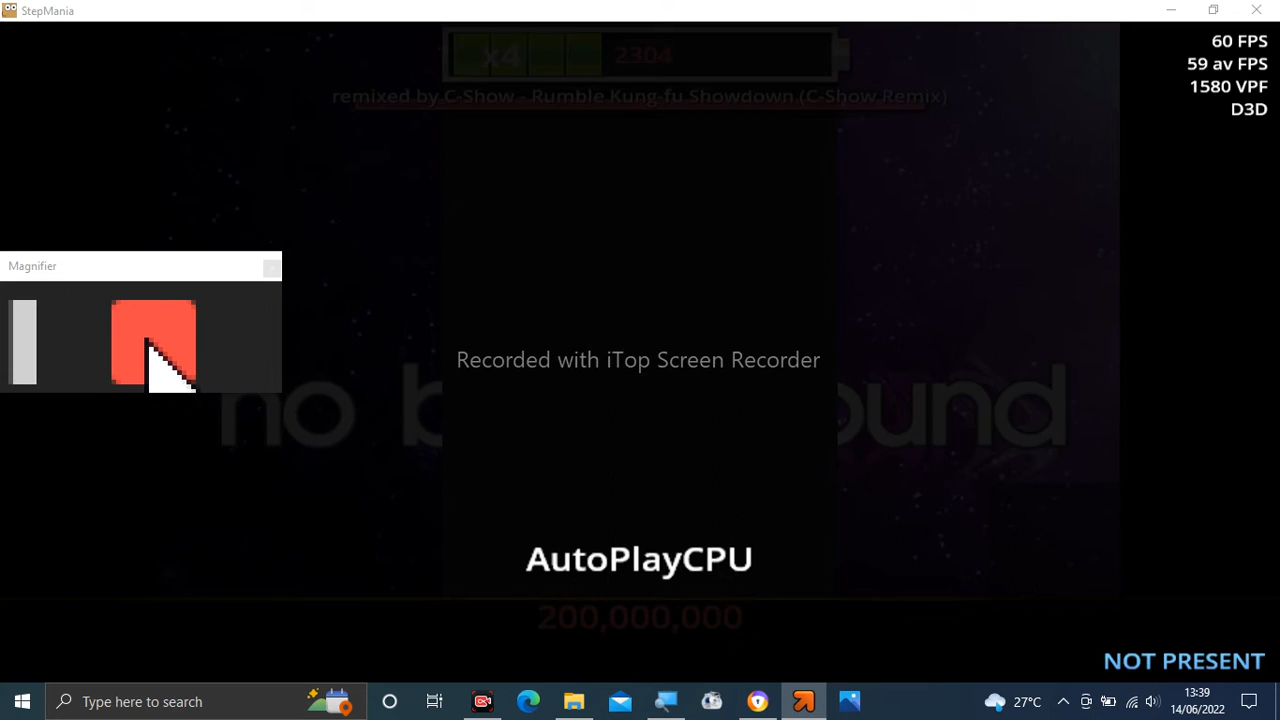 StepMania
x4 2304
60 FPS
59 av FPS
1580 VPF
D3D
remixed by C-Show - Rumble Kung-fu Showdown (C-Show Remix)
Magnifier
Recorded with iTop Screen Recorder
AutoPlayCPU
200,000,000
NOT PRESENT
Type here to search
27°C
13:39
14/06/2022